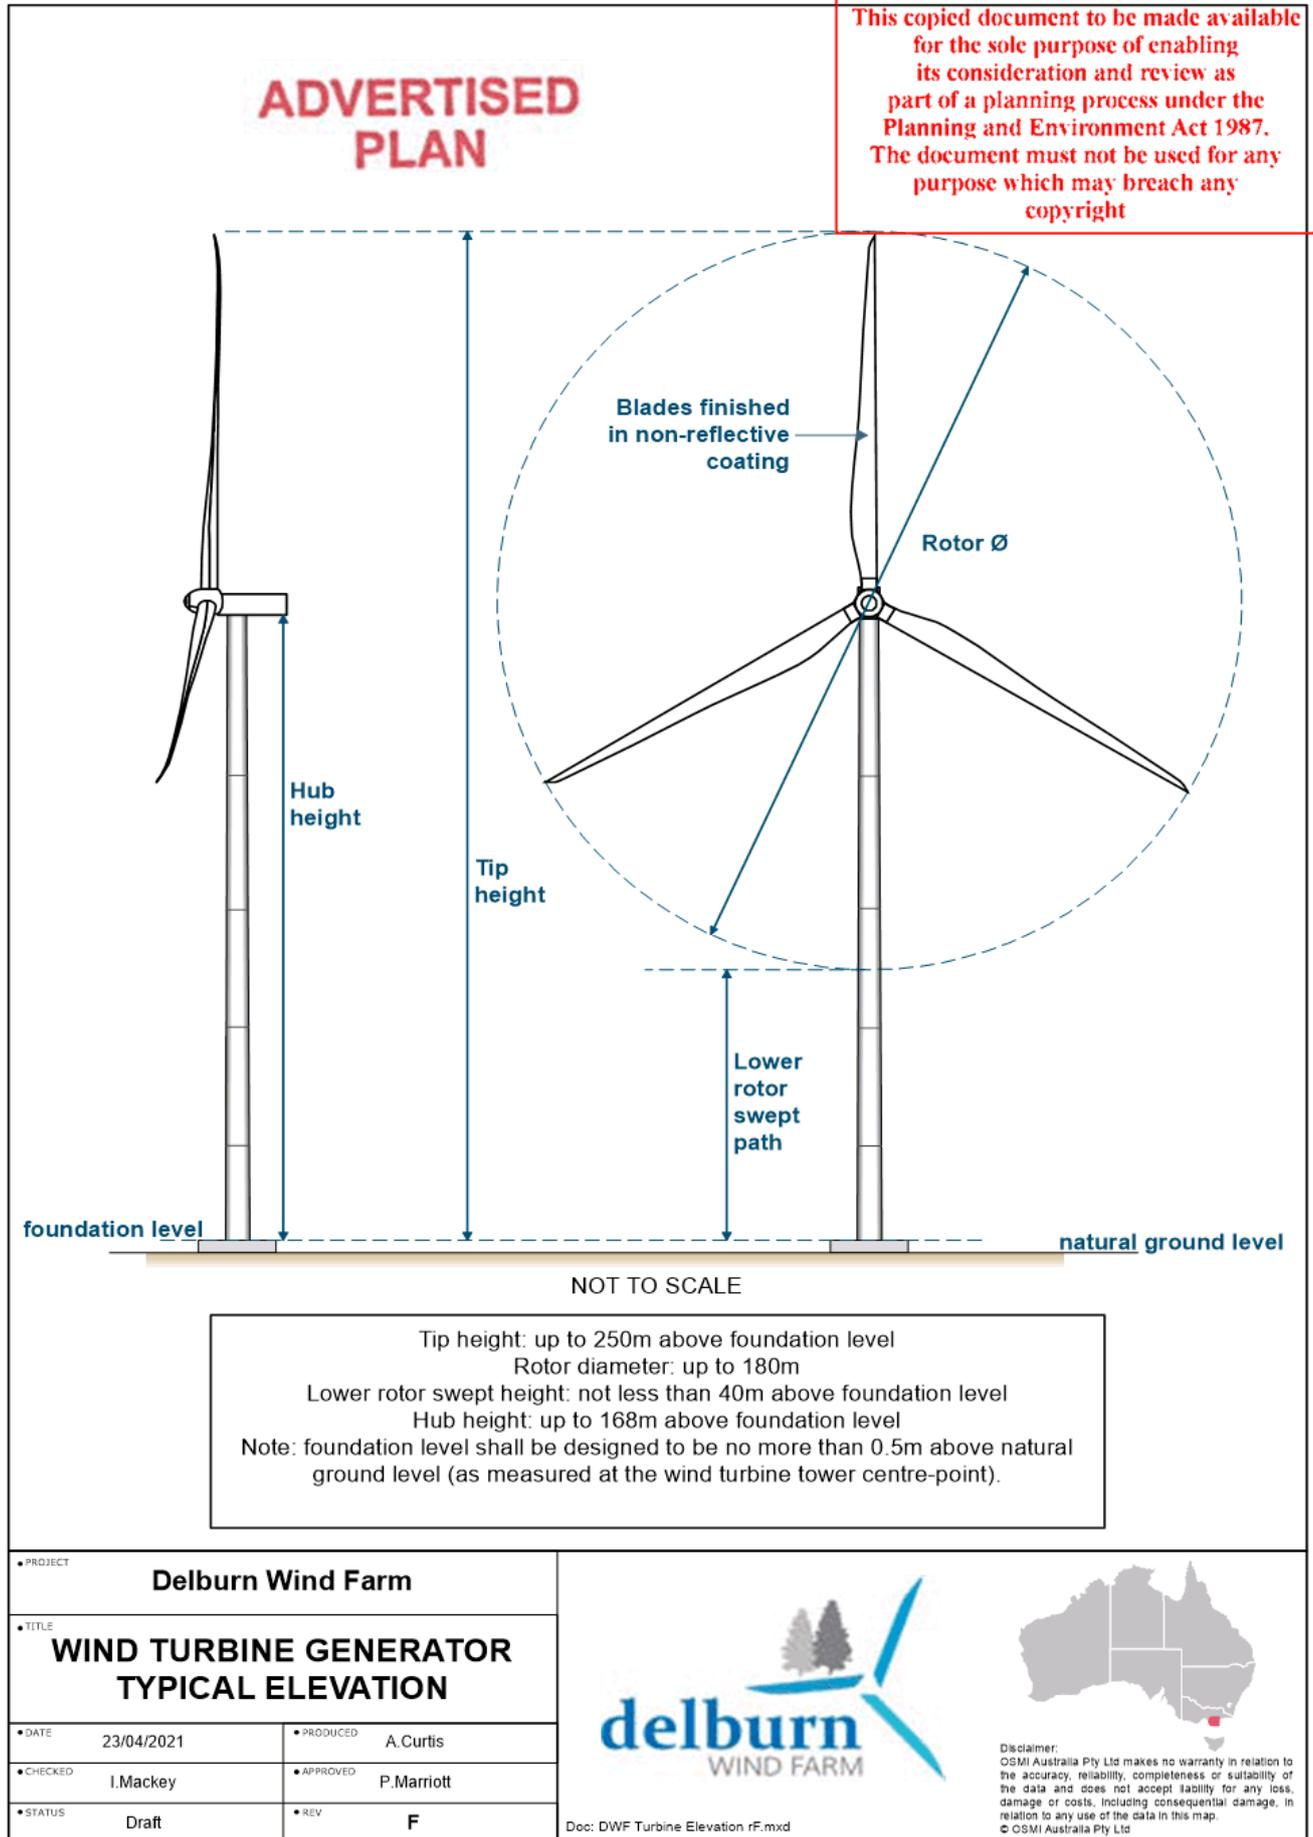 This copied document to be made available
for the sole purpose of enabling
its consideration and review as
part of a planning process under the
Planning and Environment Act 1987.
The document must not be used for any
purpose which may breach any
copyright
ADVERTISED
PLAN
Blades finished
in non-reflective
coating
Rotor Ø
Hub
height
Tip
height
Lower
rotor
swept
path
foundation level
natural ground level
NOT TO SCALE
Tip height: up to 250m above foundation level
Rotor diameter: up to 180m
Lower rotor swept height: not less than 40m above foundation level
Hub height: up to 168m above foundation level
Note: foundation level shall be designed to be no more than 0.5m above natural
ground level (as measured at the wind turbine tower centre-point).
• PROJECT
Delburn Wind Farm
• TITLE
WIND TURBINE GENERATOR
TYPICAL ELEVATION
• DATE
23/04/2021
• PRODUCED
A.Curtis
• CHECKED
I.Mackey
• APPROVED
P.Marriott
• STATUS
Draft
• REV
F
delburn
WIND FARM
Doc: DWF Turbine Elevation rF.mxd
Disclaimer:
OSMI Australia Pty Ltd makes no warranty in relation to
the accuracy, reliability, completeness or suitability of
the data and does not accept liability for any loss,
damage or costs, including consequential damage, in
relation to any use of the data in this map.
© OSMI Australia Pty Ltd